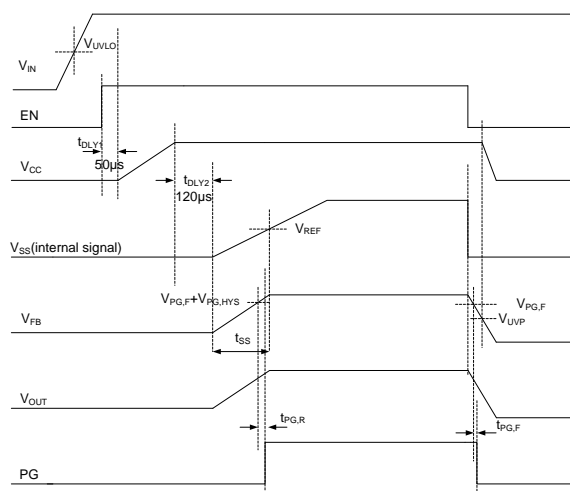 VUVLO
VIN
EN
tDLY1
50µs
VCC
tDLY2
120µs
VREF
VSS(internal signal)
VPG,F+VPG,HYS
VPG,F
VUVP
VFB
tSS
VOUT
tPG,R
tPG,F
PG